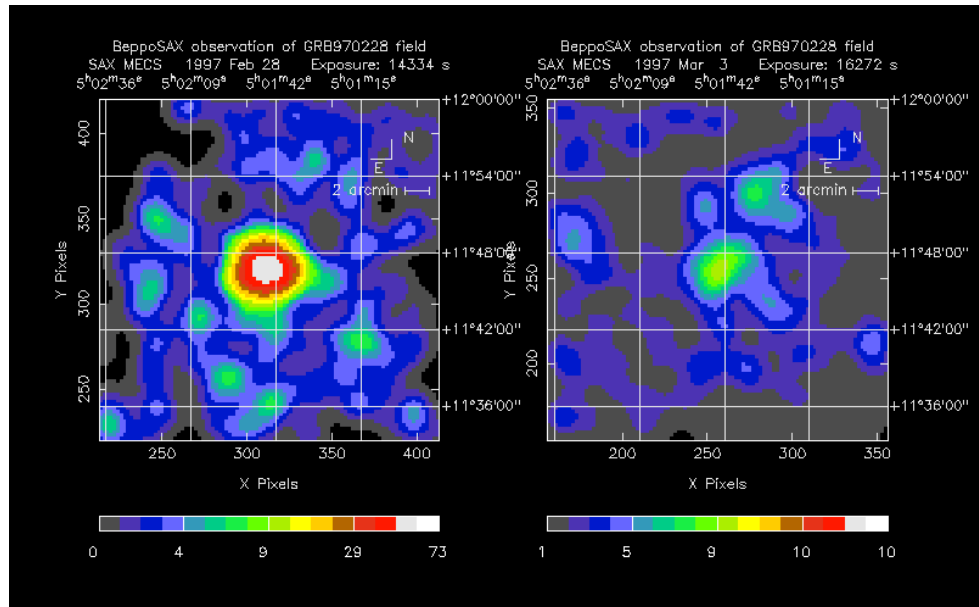 BeppoSAX observation of GRB970228 field
SAX MECS 1997 Feb 28 Exposure: 14334 s
5ʰ02ᵐ36ˢ 5ʰ02ᵐ09ˢ 5ʰ01ᵐ42ˢ 5ʰ01ᵐ15ˢ
+12°00'00"
+11°54'00"
+11°48'00"
+11°42'00"
+11°36'00"
N
E
2 arcmin
400
350
300
250
Y Pixels
250 300 350 400
X Pixels
0 4 9 29 73
BeppoSAX observation of GRB970228 field
SAX MECS 1997 Mar 3 Exposure: 16272 s
5ʰ02ᵐ36ˢ 5ʰ02ᵐ09ˢ 5ʰ01ᵐ42ˢ 5ʰ01ᵐ15ˢ
+12°00'00"
+11°54'00"
+11°48'00"
+11°42'00"
+11°36'00"
N
E
2 arcmin
350
300
250
200
Y Pixels
200 250 300 350
X Pixels
1 5 9 10 10